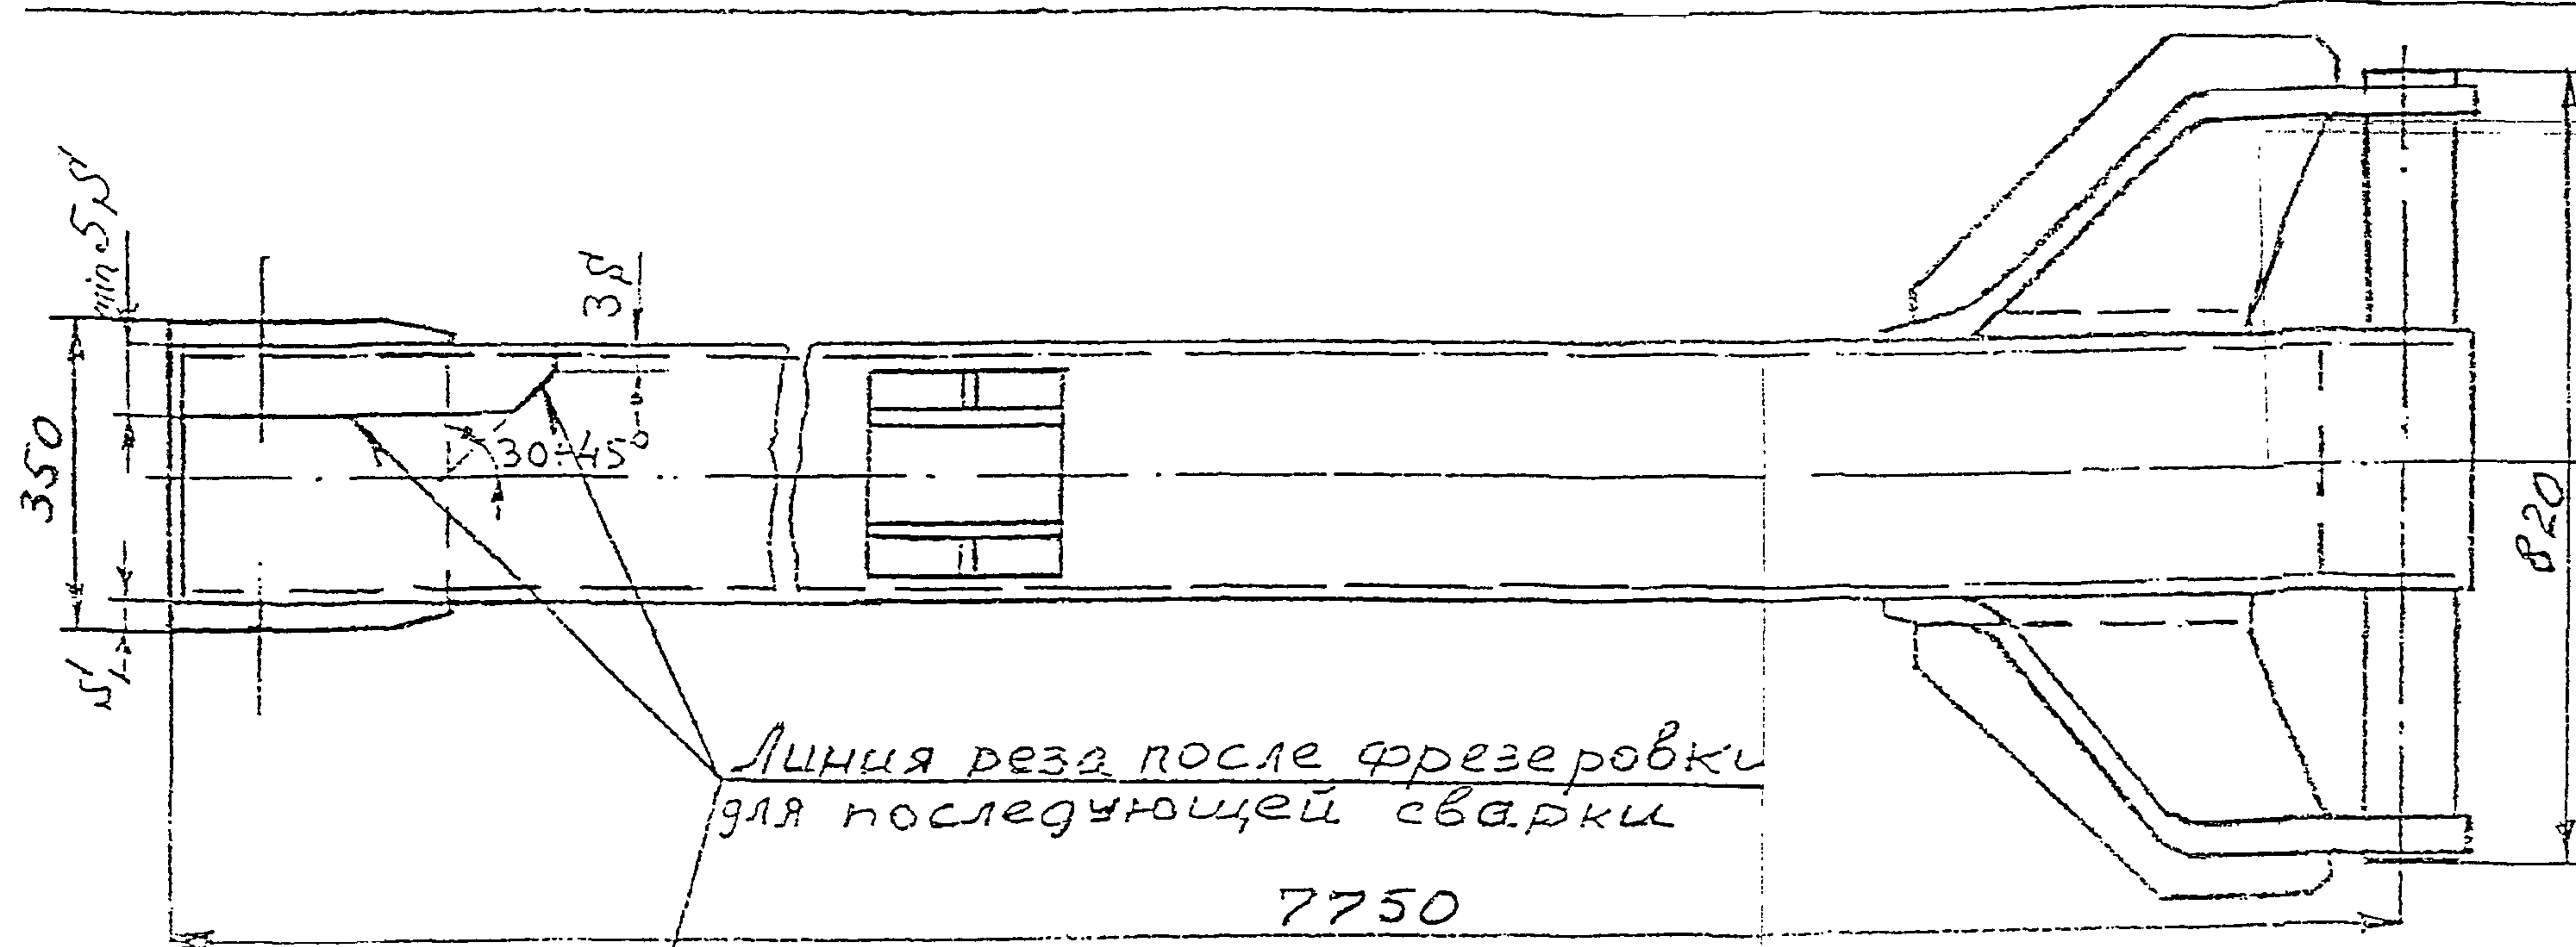 min 5S
3S
350
30÷45°
S
820
Линия реза после фрезеровки
для последующей сварки
7750